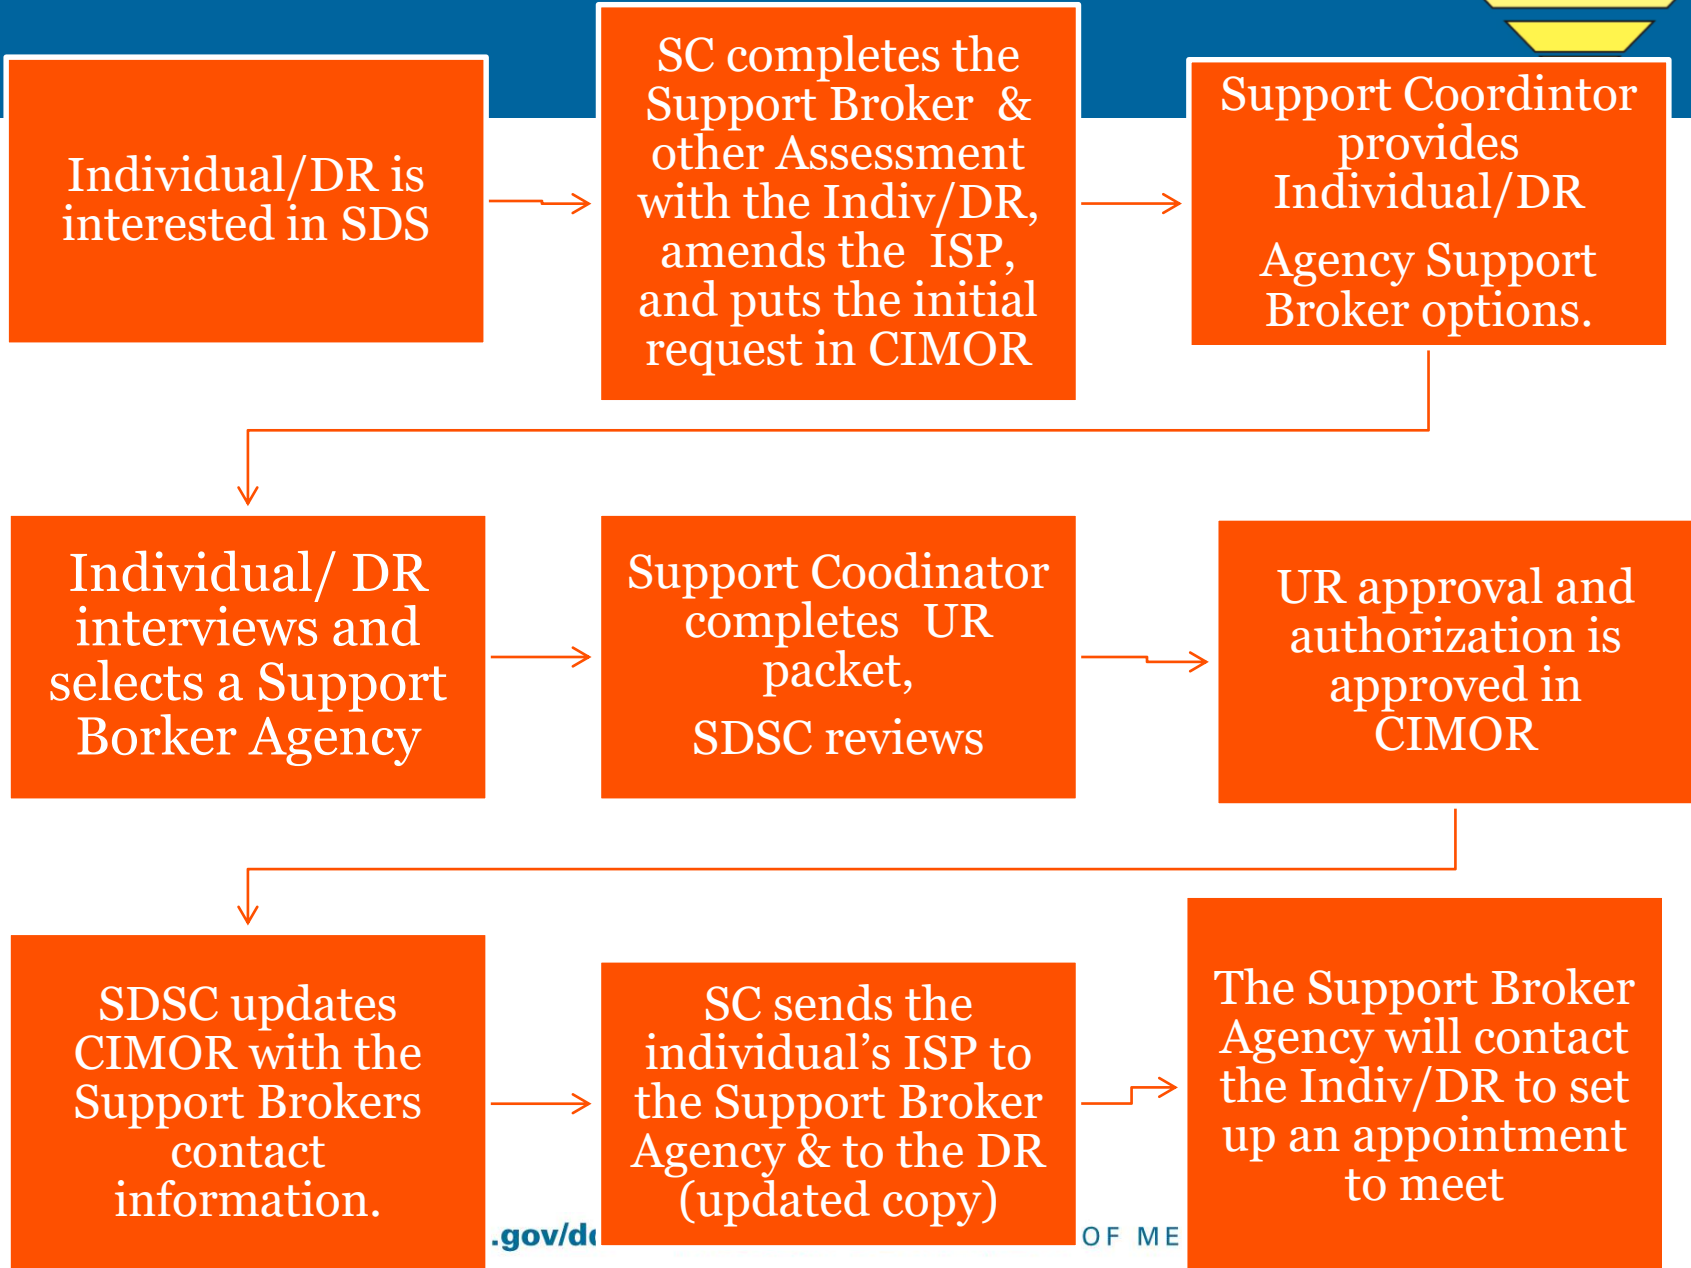 Individual/DR is
interested in SDS
SC completes the
Support Broker & 
other Assessment
with the Indiv/DR,
amends the ISP,
and puts the initial
request in CIMOR
Support Coordintor
provides
Individual/DR
Agency Support
Broker options.
Individual/ DR
interviews and
selects a Support
Borker Agency
Support Coodinator
completes UR
packet,
SDSC reviews
UR approval and
authorization is
approved in
CIMOR
SDSC updates
CIMOR with the
Support Brokers
contact
information.
SC sends the
individual’s ISP to
the Support Broker
Agency & to the DR
(updated copy)
The Support Broker
Agency will contact
the Indiv/DR to set
up an appointment
to meet
.gov/d OF ME